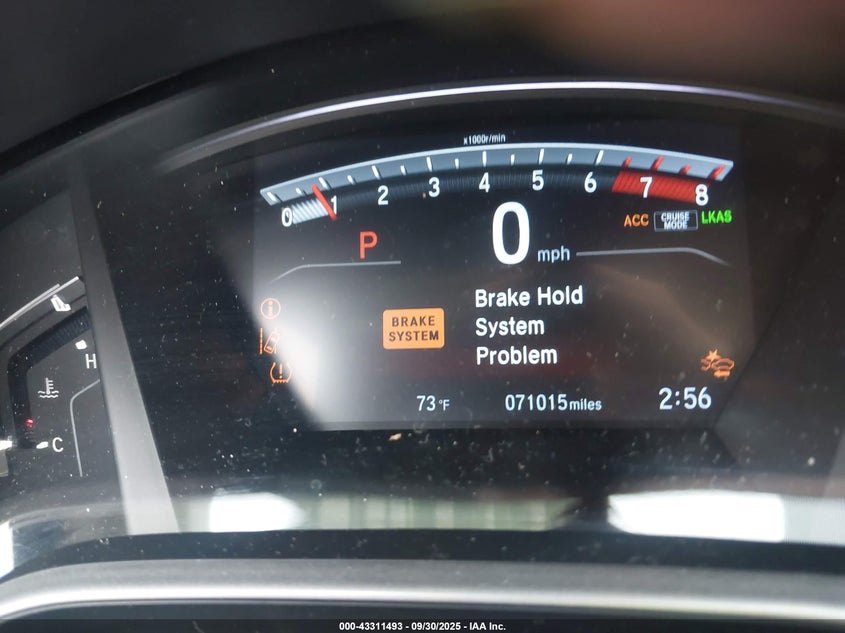 x1000r/min
0 1 2 3 4 5 6 7 8
P
0 mph
ACC CRUISE MODE LKAS
BRAKE
SYSTEM
Brake Hold
System
Problem
H
C
73°F
071015miles
2:56
000-43311493 - 09/30/2025 - IAA Inc.